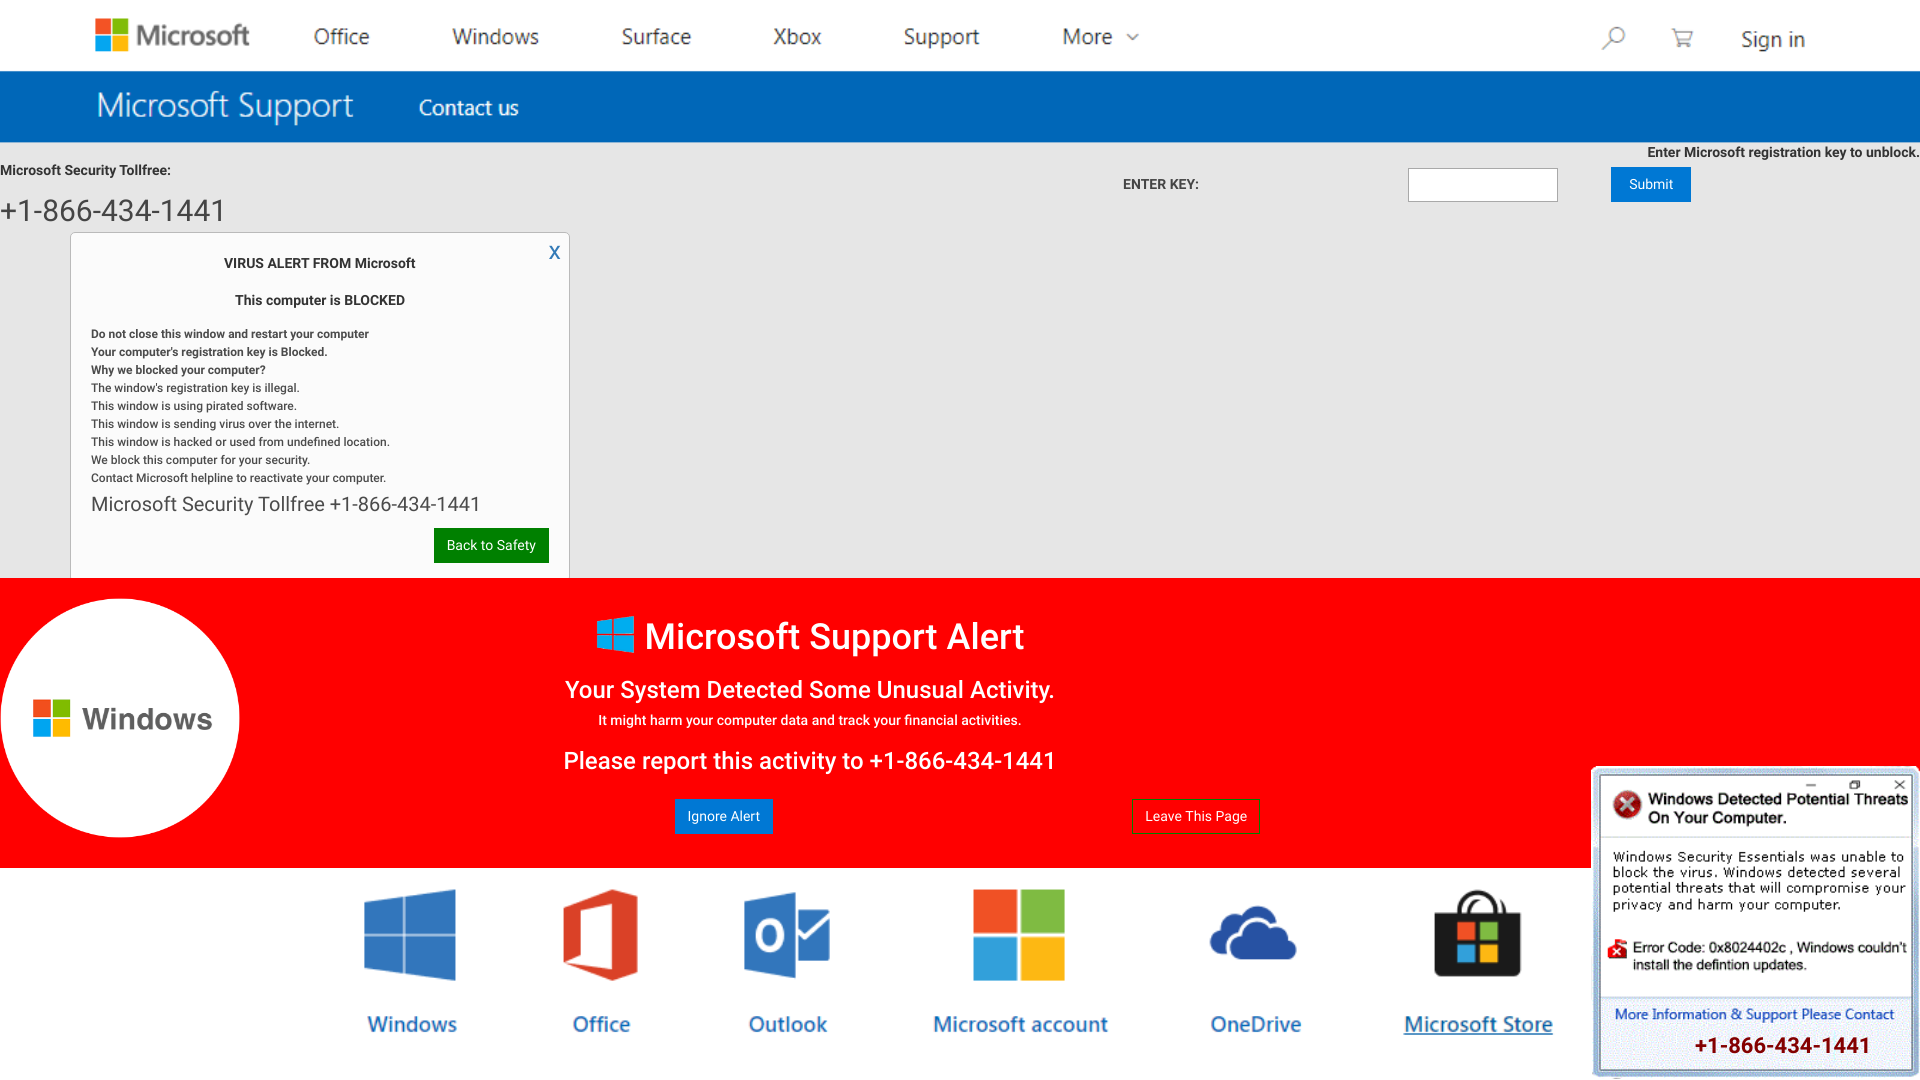 Microsoft Office Windows Surface Xbox Support More Sign in
Microsoft Support Contact us
Enter Microsoft registration key to unblock.
Microsoft Security Tollfree:
ENTER KEY: Submit
+1-866-434-1441
X
VIRUS ALERT FROM Microsoft
This computer is BLOCKED
Do not close this window and restart your computer
Your computer's registration key is Blocked.
Why we blocked your computer?
The window's registration key is illegal.
This window is using pirated software.
This window is sending virus over the internet.
This window is hacked or used from undefined location.
We block this computer for your security.
Contact Microsoft helpline to reactivate your computer.
Microsoft Security Tollfree +1-866-434-1441
Back to Safety
Windows
Microsoft Support Alert
Your System Detected Some Unusual Activity.
It might harm your computer data and track your financial activities.
Please report this activity to +1-866-434-1441
Ignore Alert Leave This Page
Windows Detected Potential Threats
On Your Computer.
Windows Security Essentials was unable to
block the virus. Windows detected several
potential threats that will compromise your
privacy and harm your computer.
Error Code: 0x8024402c , Windows couldn't
install the defintion updates.
More Information & Support Please Contact
+1-866-434-1441
Windows Office Outlook Microsoft account OneDrive Microsoft Store